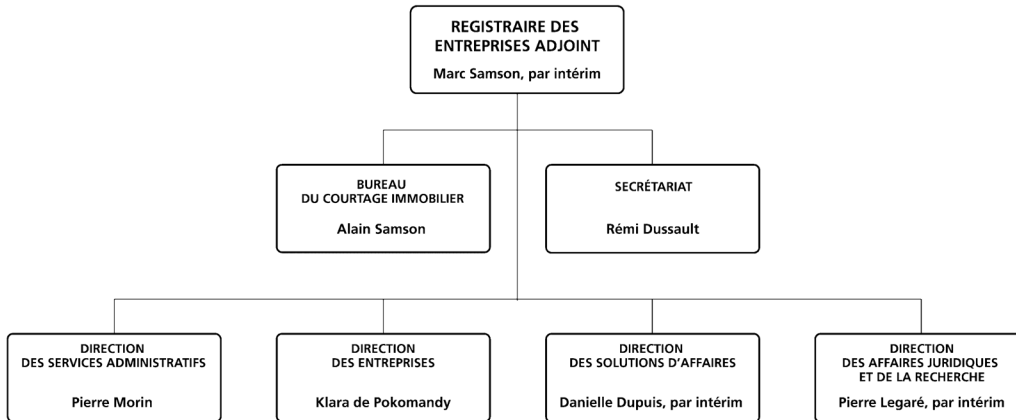 REGISTRAIRE DES
ENTREPRISES ADJOINT
Marc Samson, par intérim
BUREAU
DU COURTAGE IMMOBILIER
Alain Samson
SECRÉTARIAT
Rémi Dussault
DIRECTION
DES SERVICES ADMINISTRATIFS
Pierre Morin
DIRECTION
DES ENTREPRISES
Klara de Pokomandy
DIRECTION
DES SOLUTIONS D'AFFAIRES
Danielle Dupuis, par intérim
DIRECTION
DES AFFAIRES JURIDIQUES
ET DE LA RECHERCHE
Pierre Legaré, par intérim